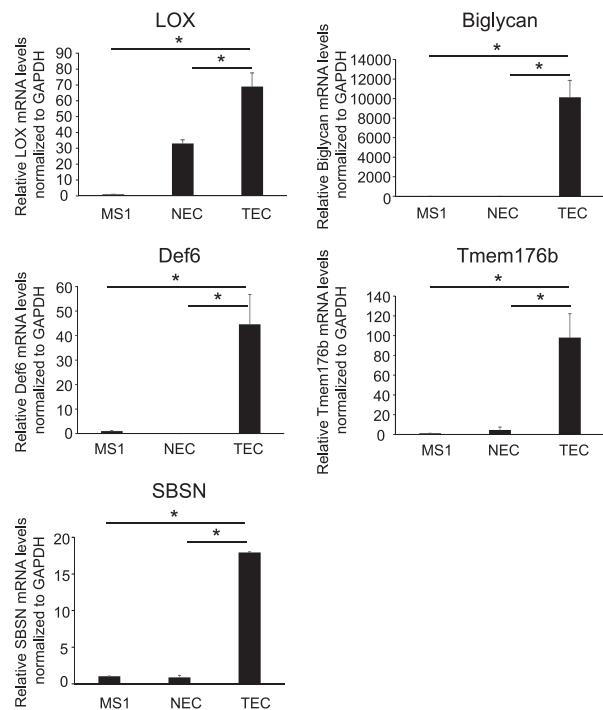 LOX
Relative LOX mRNA levels
normalized to GAPDH
90
80
70
60
50
40
30
20
10
0
*
*
MS1 NEC TEC
Biglycan
Relative Biglycan mRNA levels
normalized to GAPDH
14000
12000
10000
8000
6000
4000
2000
0
*
*
MS1 NEC TEC
Def6
Relative Def6 mRNA levels
normalized to GAPDH
60
50
40
30
20
10
0
*
*
MS1 NEC TEC
Tmem176b
Relative Tmem176b mRNA levels
normalized to GAPDH
140
120
100
80
60
40
20
0
*
*
MS1 NEC TEC
SBSN
Relative SBSN mRNA levels
normalized to GAPDH
20
15
10
5
0
*
*
MS1 NEC TEC